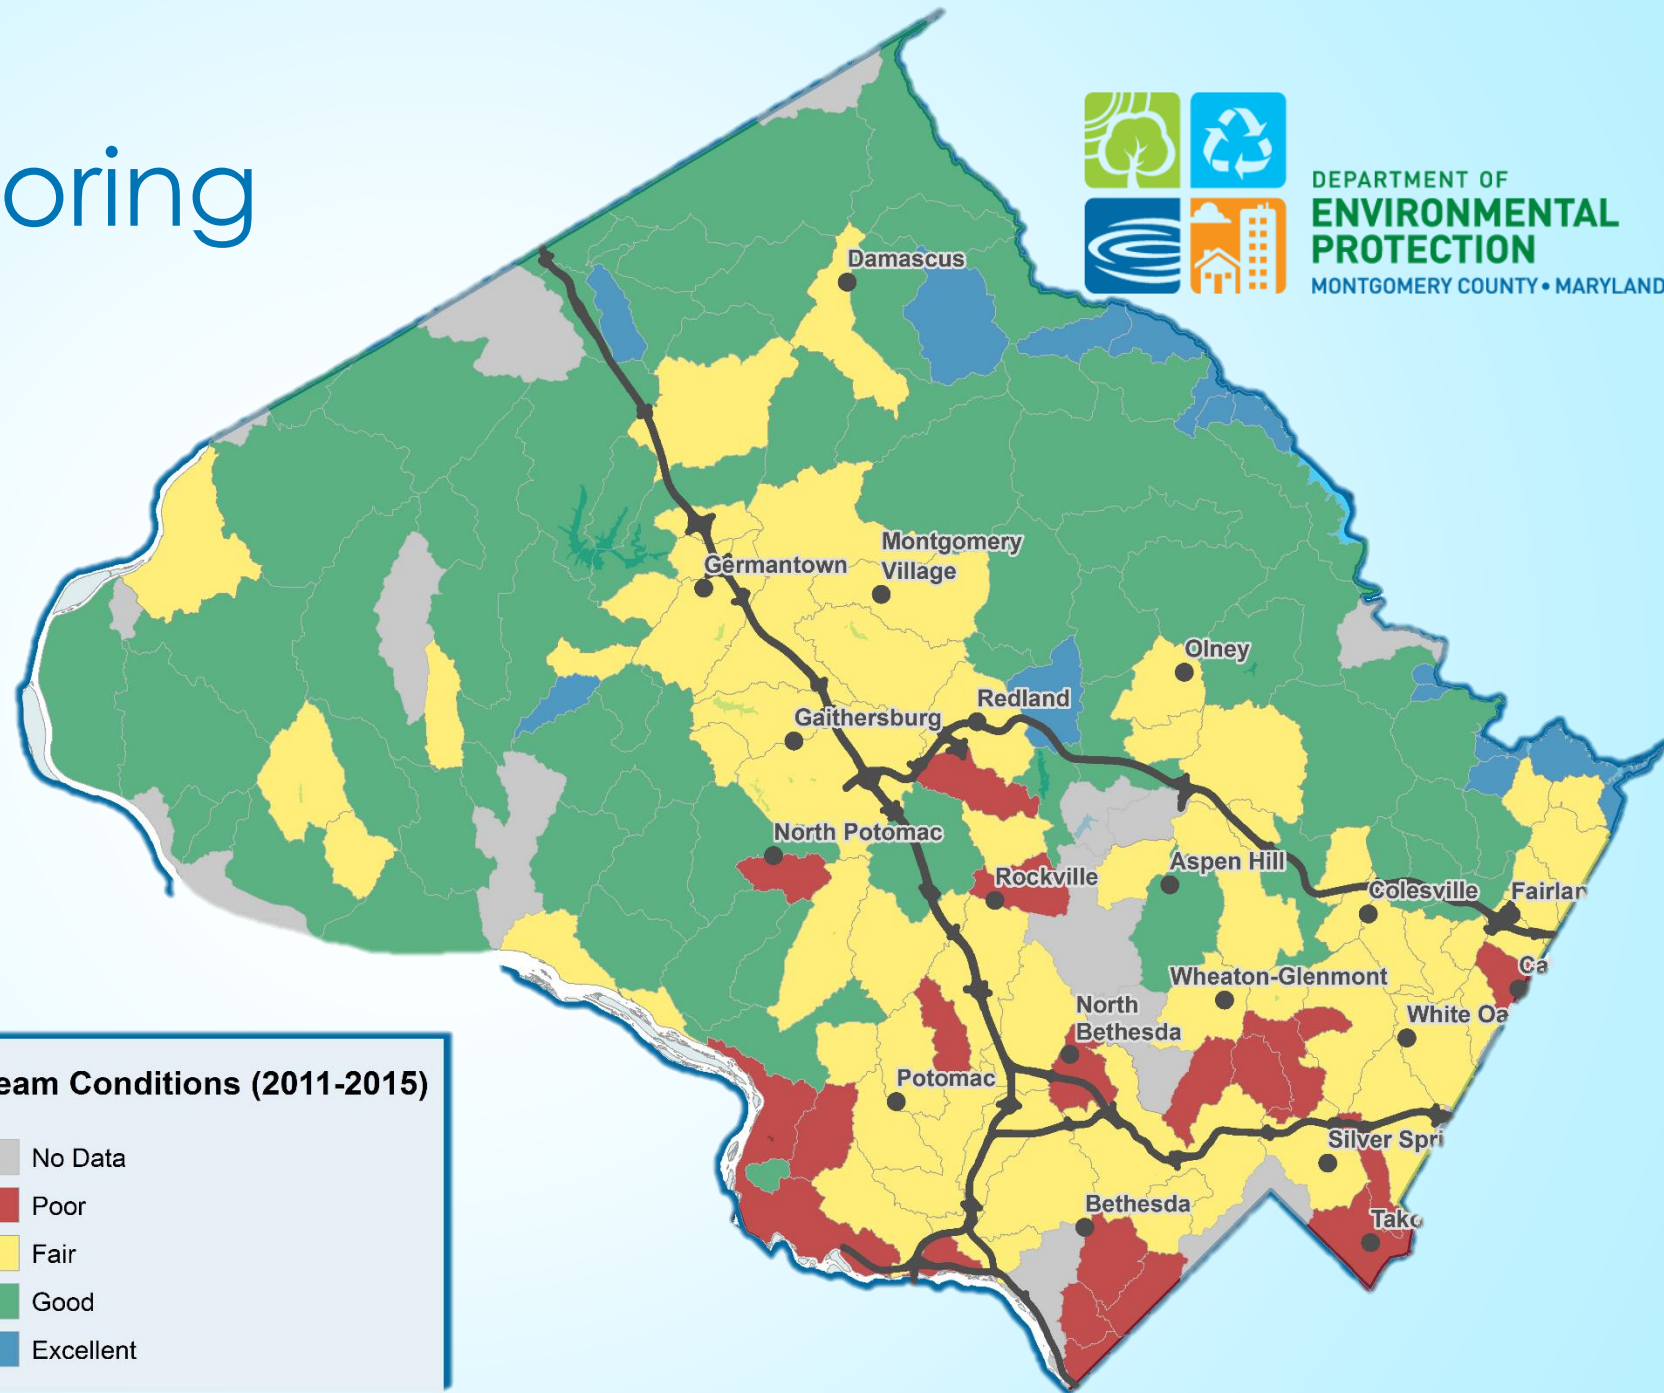 oring
DEPARTMENT OF
ENVIRONMENTAL
PROTECTION
MONTGOMERY COUNTY • MARYLAND
Damascus
Montgomery
Village
Germantown
Olney
Redland
Gaithersburg
North Potomac
Rockville
Aspen Hill
Colesville
Fairlan
Ca
Wheaton-Glenmont
North
Bethesda
White Oa
Potomac
Silver Spri
Bethesda
Tako
eam Conditions (2011-2015)
No Data
Poor
Fair
Good
Excellent